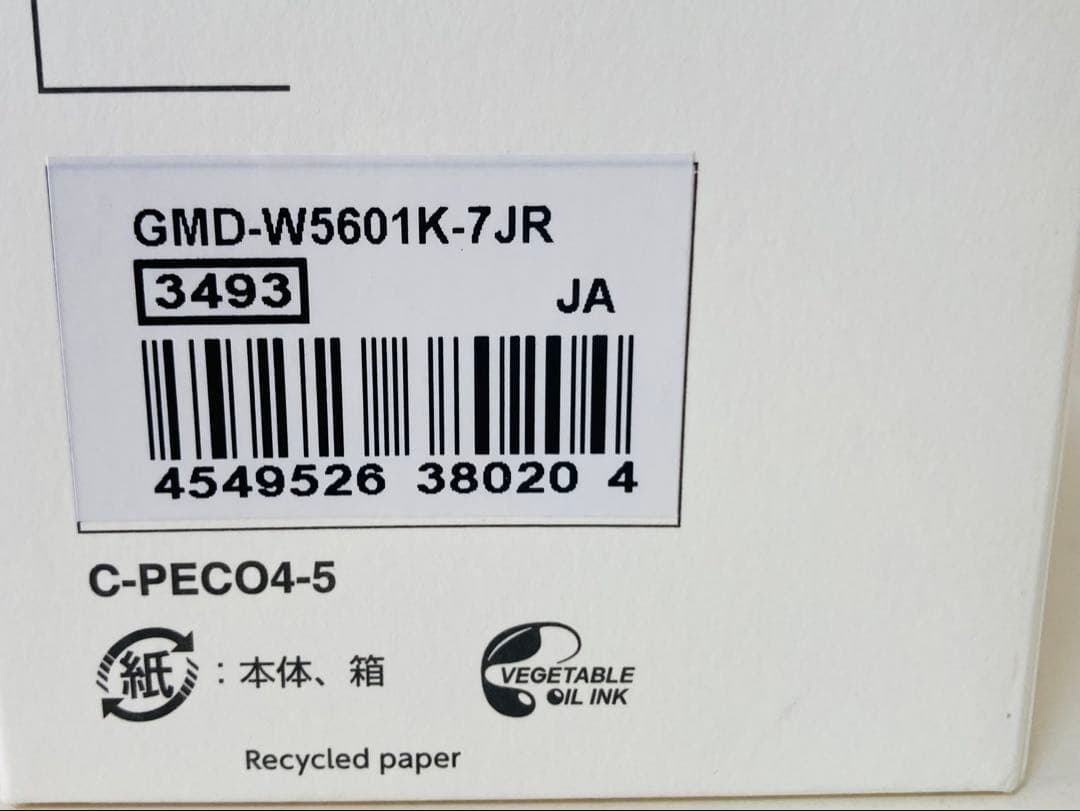 GMD-W5601K-7JR
3493
JA
4549526 38020 4
C-PECO4-5
紙 : 本体、箱
VEGETABLE
OIL INK
Recycled paper